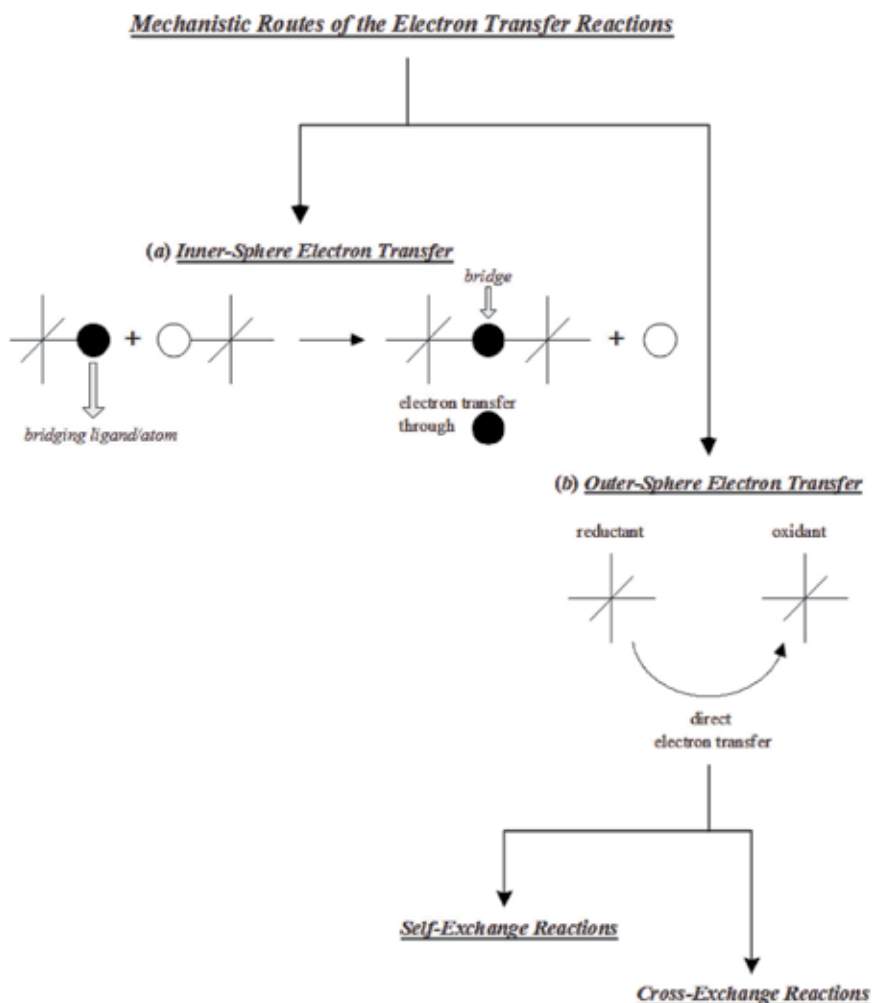 Mechanistic Routes of the Electron Transfer Reactions
(a) Inner-Sphere Electron Transfer
bridge
+
+
bridging ligand/atom
electron transfer
through
(b) Outer-Sphere Electron Transfer
reductant
oxidant
direct
electron transfer
Self-Exchange Reactions
Cross-Exchange Reactions